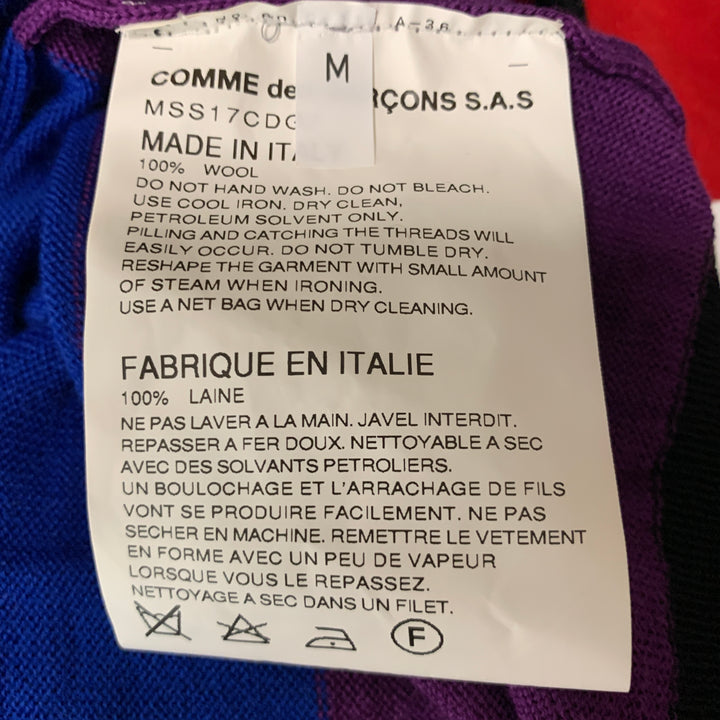 A-36
M
COMME de RÇONS S.A.S
MSS17CDG
MADE IN ITALY
100% WOOL
DO NOT HAND WASH. DO NOT BLEACH.
USE COOL IRON. DRY CLEAN,
PETROLEUM SOLVENT ONLY.
PILLING AND CATCHING THE THREADS WILL
EASILY OCCUR. DO NOT TUMBLE DRY.
RESHAPE THE GARMENT WITH SMALL AMOUNT
OF STEAM WHEN IRONING.
USE A NET BAG WHEN DRY CLEANING.
FABRIQUE EN ITALIE
100% LAINE
NE PAS LAVER A LA MAIN. JAVEL INTERDIT.
REPASSER A FER DOUX. NETTOYABLE A SEC
AVEC DES SOLVANTS PETROLIERS.
UN BOULOCHAGE ET L'ARRACHAGE DE FILS
VONT SE PRODUIRE FACILEMENT. NE PAS
SECHER EN MACHINE. REMETTRE LE VETEMENT
EN FORME AVEC UN PEU DE VAPEUR
LORSQUE VOUS LE REPASSEZ.
NETTOYAGE A SEC DANS UN FILET.
F